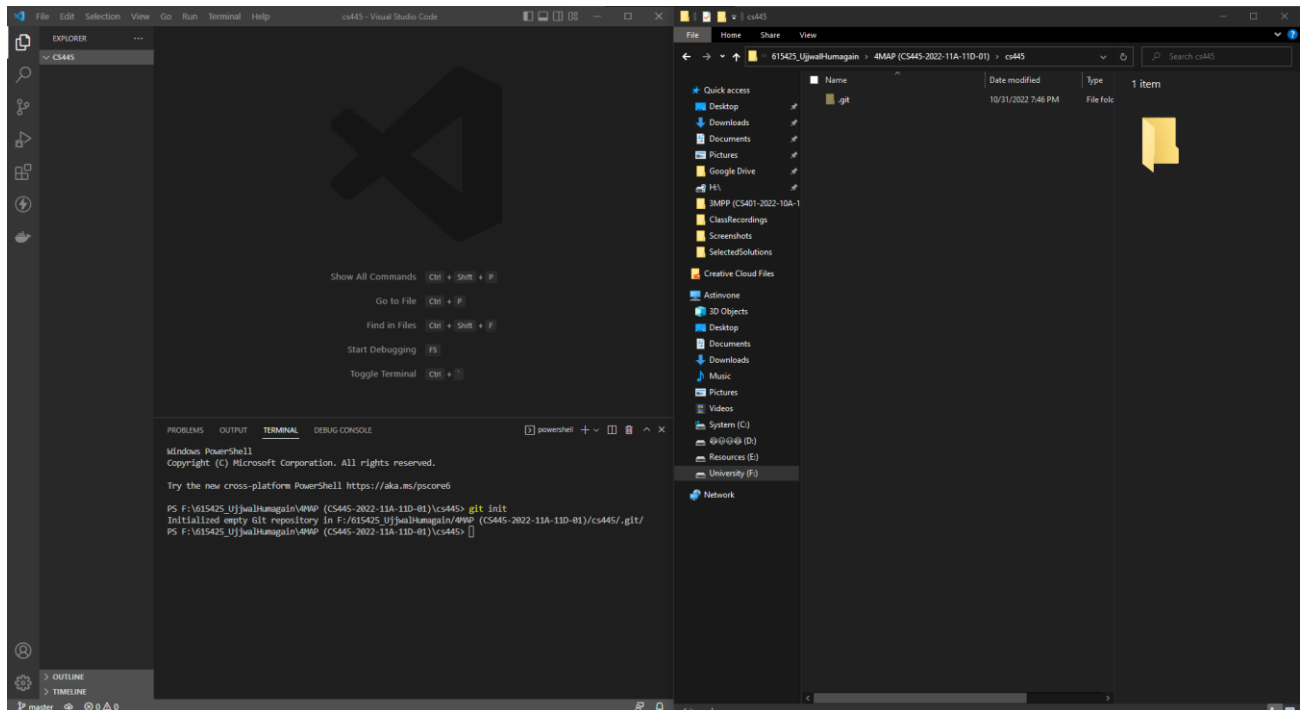 File Edit Selection View Go Run Terminal Help
cs445 - Visual Studio Code
EXPLORER
CS445
Show All Commands Ctrl + Shift + P
Go to File Ctrl + P
Find in Files Ctrl + Shift + F
Start Debugging F5
Toggle Terminal Ctrl + `
PROBLEMS OUTPUT TERMINAL DEBUG CONSOLE
powershell
Windows PowerShell
Copyright (C) Microsoft Corporation. All rights reserved.
Try the new cross-platform PowerShell https://aka.ms/pscore6
PS F:\615425_UjjwalHumagain\4MAP (CS445-2022-11A-11D-01)\cs445> git init
Initialized empty Git repository in F:/615425_UjjwalHumagain/4MAP (CS445-2022-11A-11D-01)/cs445/.git/
PS F:\615425_UjjwalHumagain\4MAP (CS445-2022-11A-11D-01)\cs445>
OUTLINE
TIMELINE
master 0 0
cs445
File Home Share View
615425_UjjwalHumagain > 4MAP (CS445-2022-11A-11D-01) > cs445
Search cs445
Name Date modified Type
.git 10/31/2022 7:46 PM File folc
1 item
Quick access
Desktop
Downloads
Documents
Pictures
Google Drive
H:\
3MPP (CS401-2022-10A-1
ClassRecordings
Screenshots
SelectedSolutions
Creative Cloud Files
Astinvone
3D Objects
Desktop
Documents
Downloads
Music
Pictures
Videos
System (C:)
(D:)
Resources (E:)
University (F:)
Network